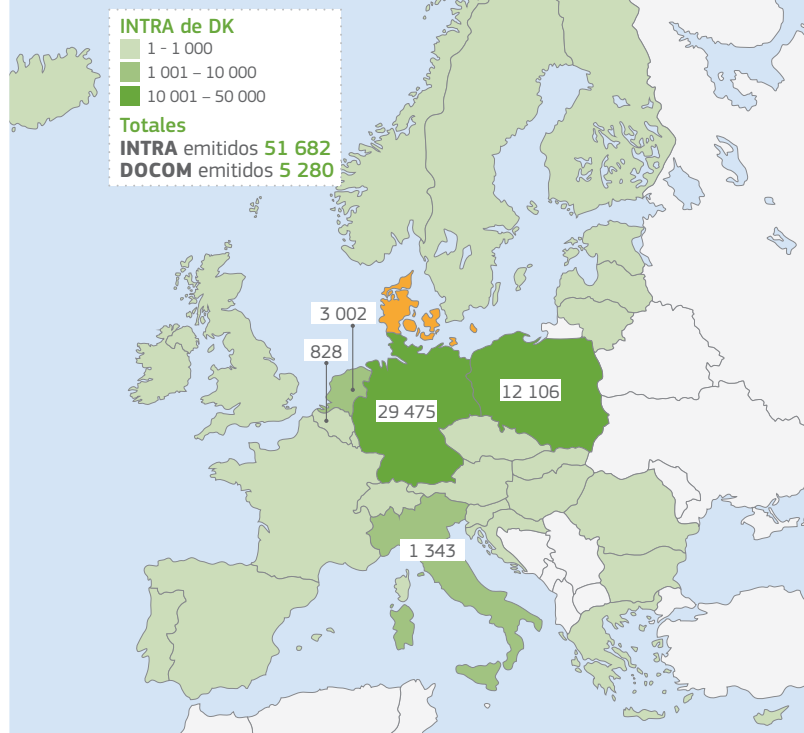 INTRA de DK
1 - 1 000
1 001 – 10 000
10 001 – 50 000
Totales
INTRA emitidos 51 682
DOCOM emitidos 5 280
3 002
828
29 475
12 106
1 343